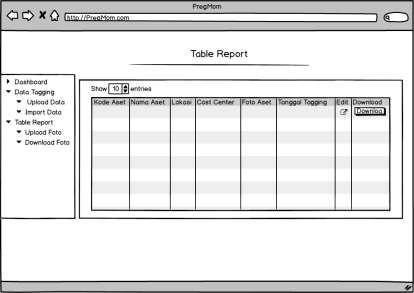 PregMom
http://PregMom.com
Table Report
Dashboard
Data Tagging
Upload Data
Import Data
Table Report
Upload Foto
Download Foto
Show 10 entries
Kode Aset Nama Aset Lokasi Cost Center Foto Aset Tanggal Tagging Edit Download
Downloa